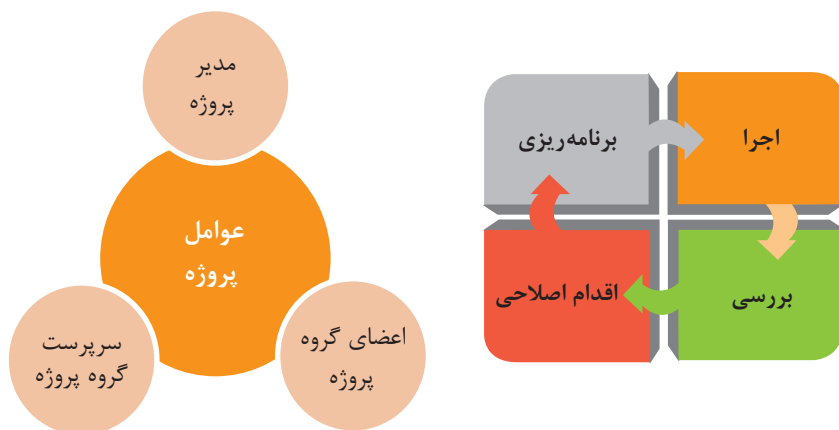 مدیر
پروژه
عوامل
پروژه
سرپرست
گروه پروژه
اعضای گروه
پروژه
برنامه‌ریزی
اجرا
بررسی
اقدام اصلاحی